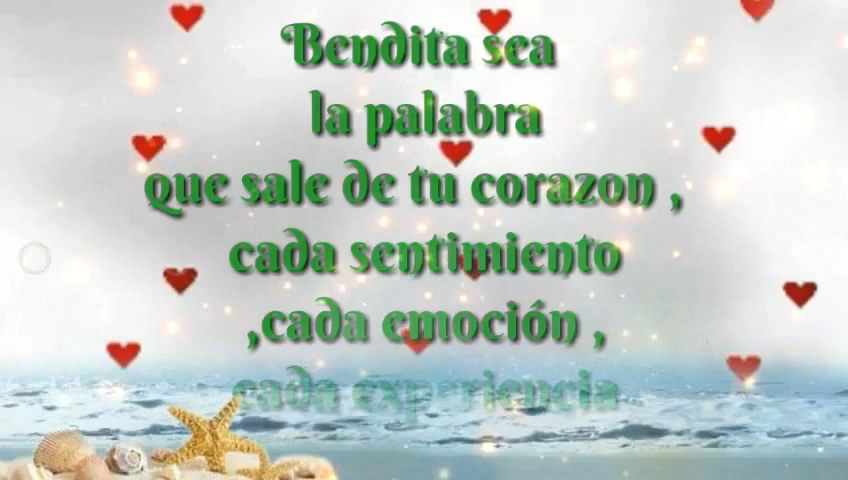 Bendita sea
la palabra
que sale de tu corazon ,
cada sentimiento
,cada emoción ,
cada experiencia